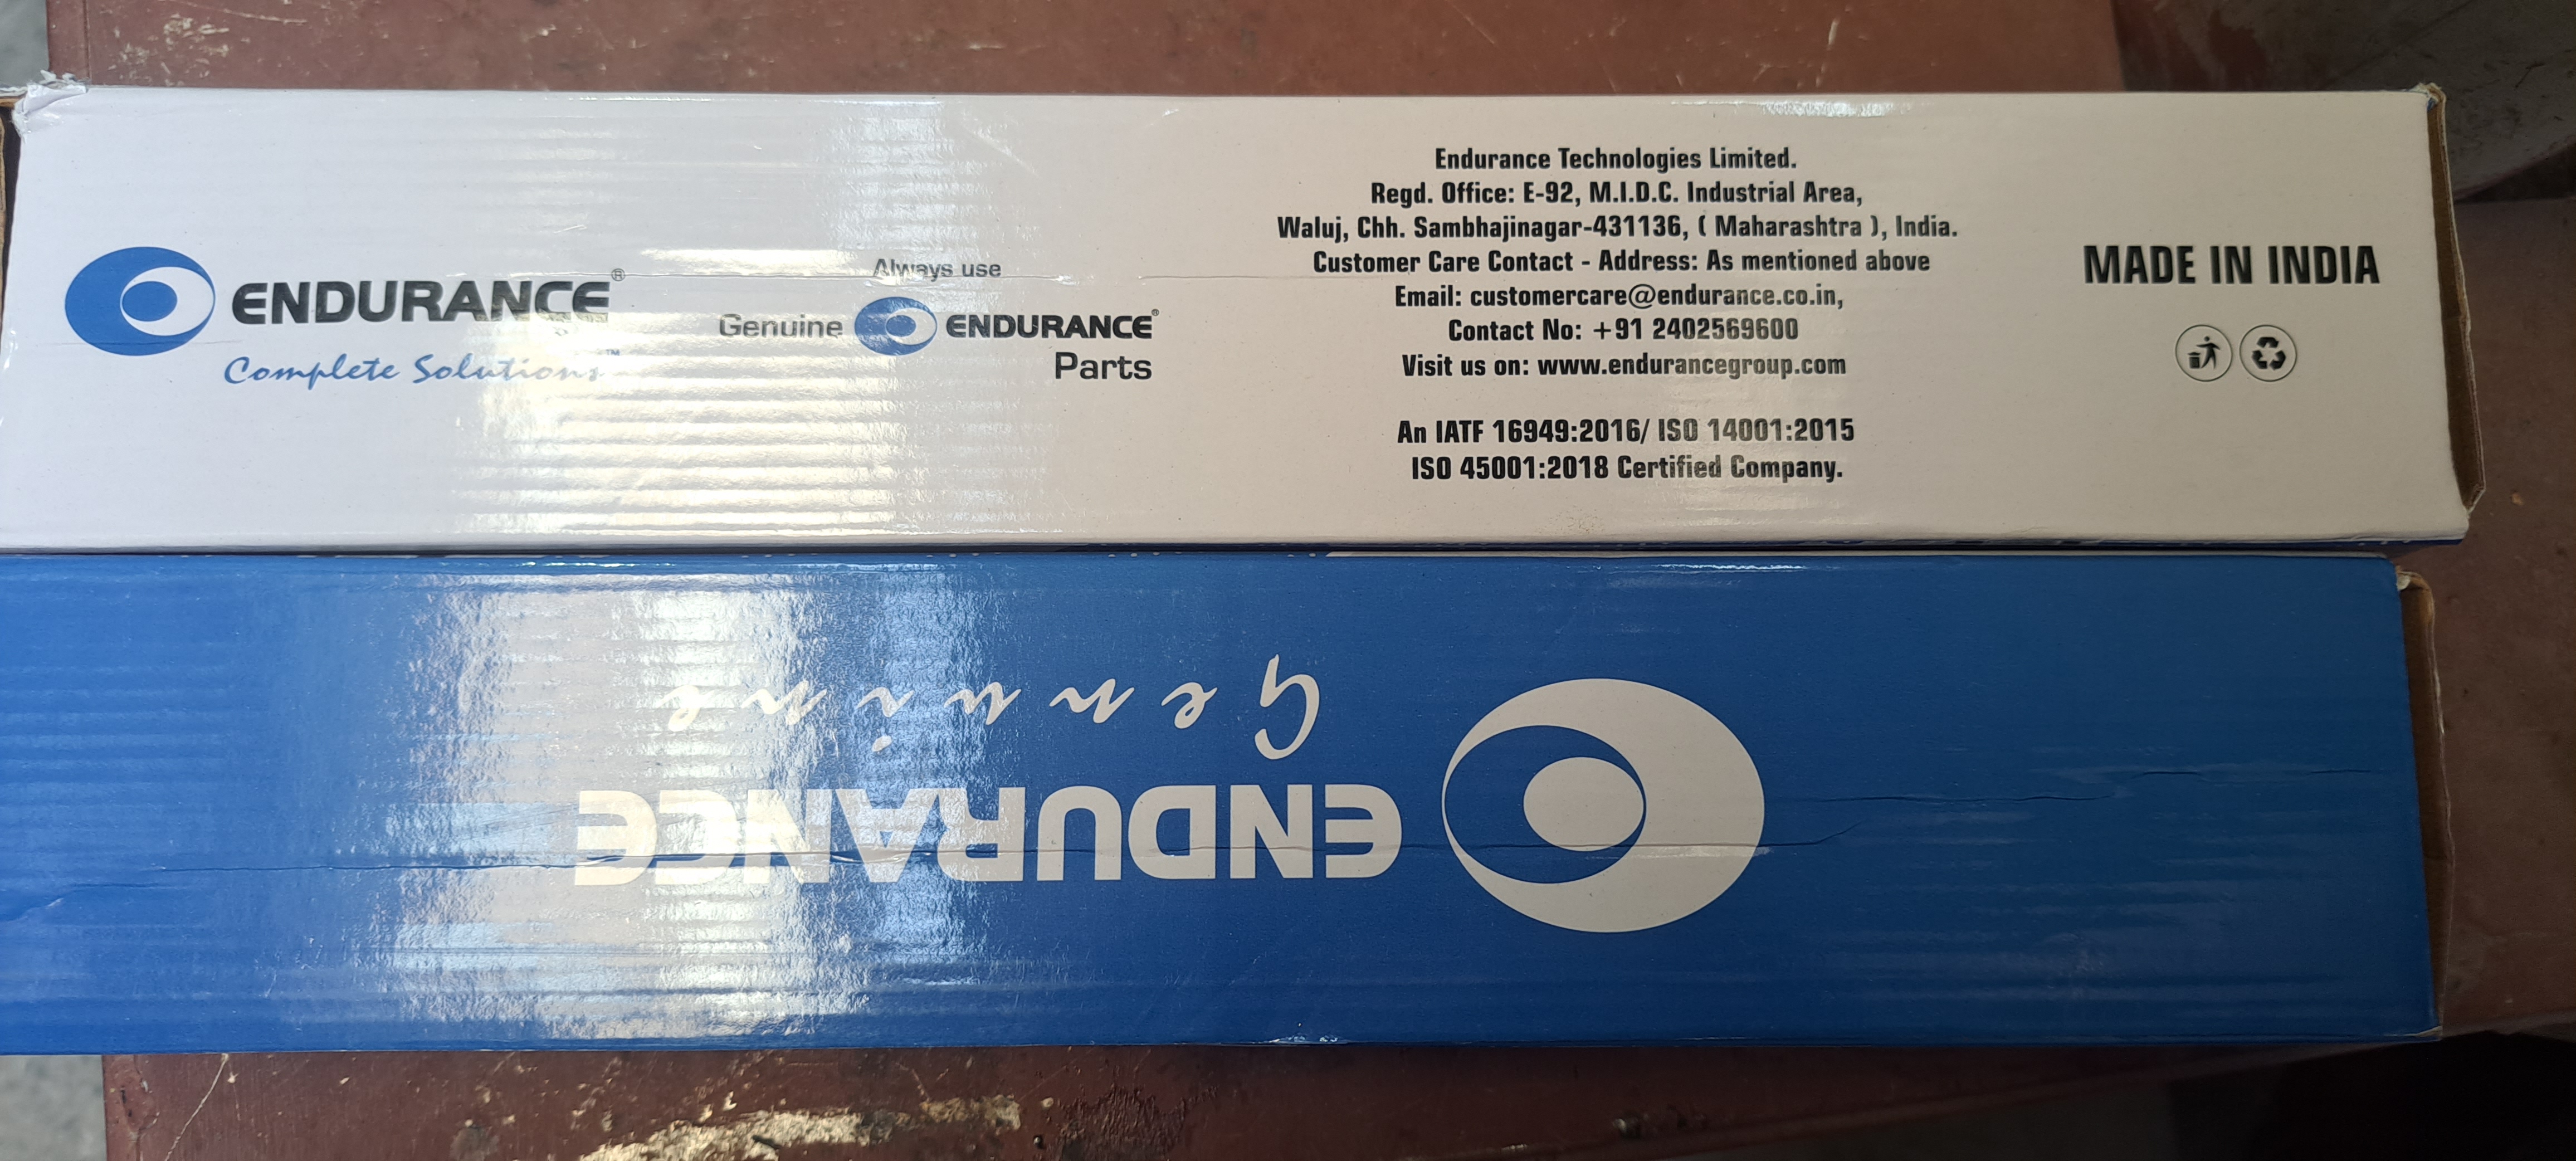 ENDURANCE®
Complete Solutions™
Always use
Genuine ENDURANCE®
Parts
Endurance Technologies Limited.
Regd. Office: E-92, M.I.D.C. Industrial Area,
Waluj, Chh. Sambhajinagar-431136, ( Maharashtra ), India.
Customer Care Contact - Address: As mentioned above
Email: customercare@endurance.co.in,
Contact No: +91 2402569600
Visit us on: www.endurancegroup.com
An IATF 16949:2016/ ISO 14001:2015
ISO 45001:2018 Certified Company.
MADE IN INDIA
ENDURANCE
Genuine